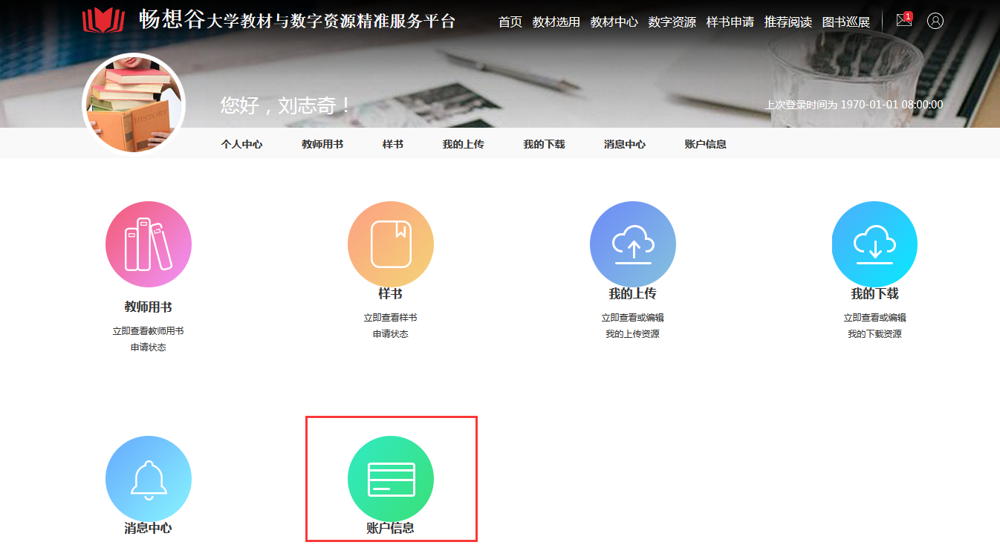 畅想谷大学教材与数字资源精准服务平台
首页 教材选用 教材中心 数字资源 样书申请 推荐阅读 图书巡展 1
HISTORY
您好，刘志奇！
上次登录时间为 1970-01-01 08:00:00
个人中心 教师用书 样书 我的上传 我的下载 消息中心 账户信息
教师用书
立即查看教师用书
申请状态
样书
立即查看样书
申请状态
我的上传
立即查看或编辑
我的上传资源
我的下载
立即查看或编辑
我的下载资源
消息中心
账户信息